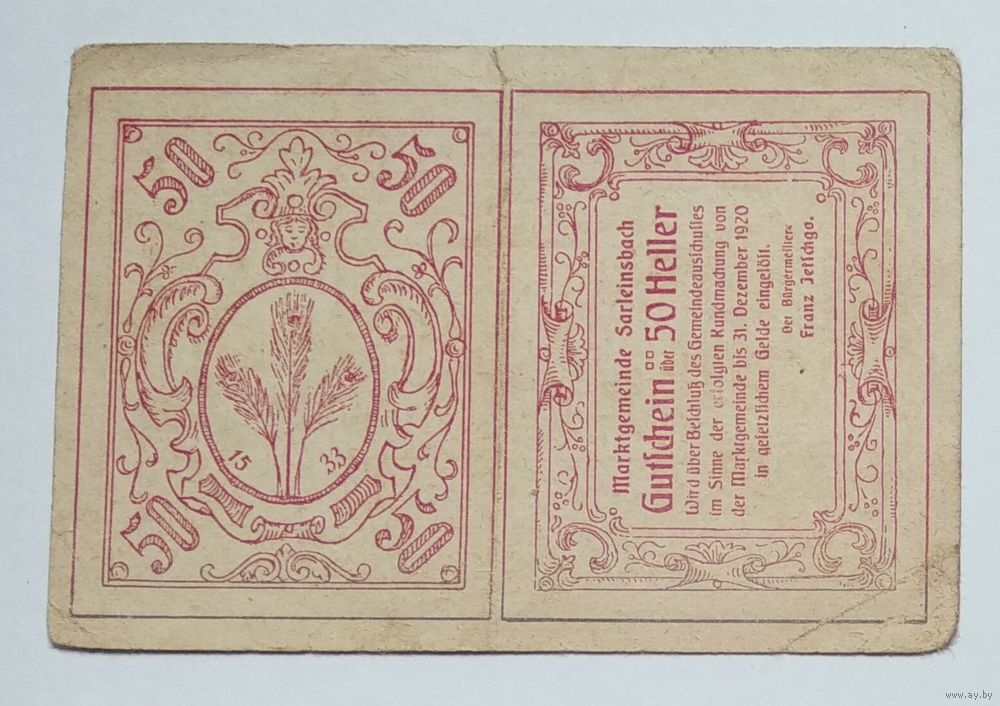 50 50
15 33
50 50
Marktgemeinde Sarleinsbach
Gutſchein über 50 Heller
Wird über Beſchluß des Gemeindeausſchuſſes
im Sinne der erfolgten Kundmachung von
der Marktgemeinde bis 31. Dezember 1920
in geſetzlichem Gelde eingelöſt.
Der Bürgermeiſter:
Franz Jetſchgo.
www.ay.by